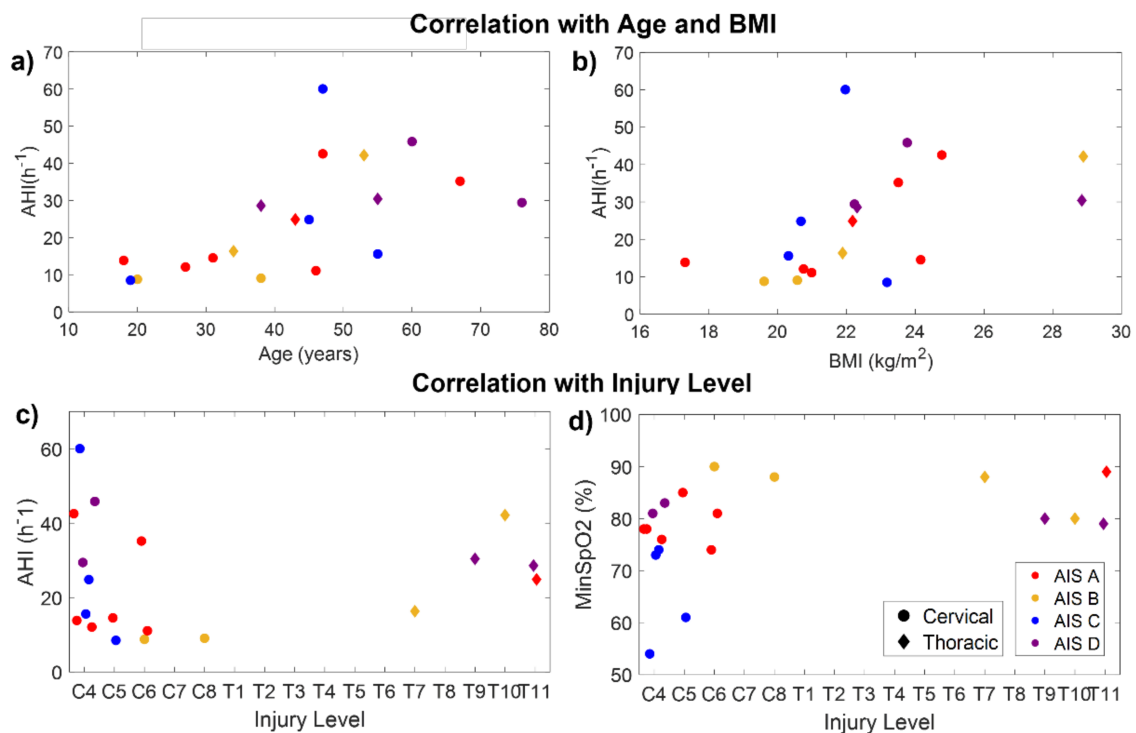 Correlation with Age and BMI
a)
70
60
50
40
30
20
10
0
AHI(h⁻¹)
10 20 30 40 50 60 70 80
Age (years)
b)
70
60
50
40
30
20
10
0
AHI(h⁻¹)
16 18 20 22 24 26 28 30
BMI (kg/m²)
Correlation with Injury Level
c)
60
40
20
0
AHI (h⁻1)
C4 C5 C6 C7 C8 T1 T2 T3 T4 T5 T6 T7 T8 T9 T10 T11
Injury Level
d)
100
90
80
70
60
50
MinSpO2 (%)
Cervical
Thoracic
AIS A
AIS B
AIS C
AIS D
C4 C5 C6 C7 C8 T1 T2 T3 T4 T5 T6 T7 T8 T9 T10 T11
Injury Level